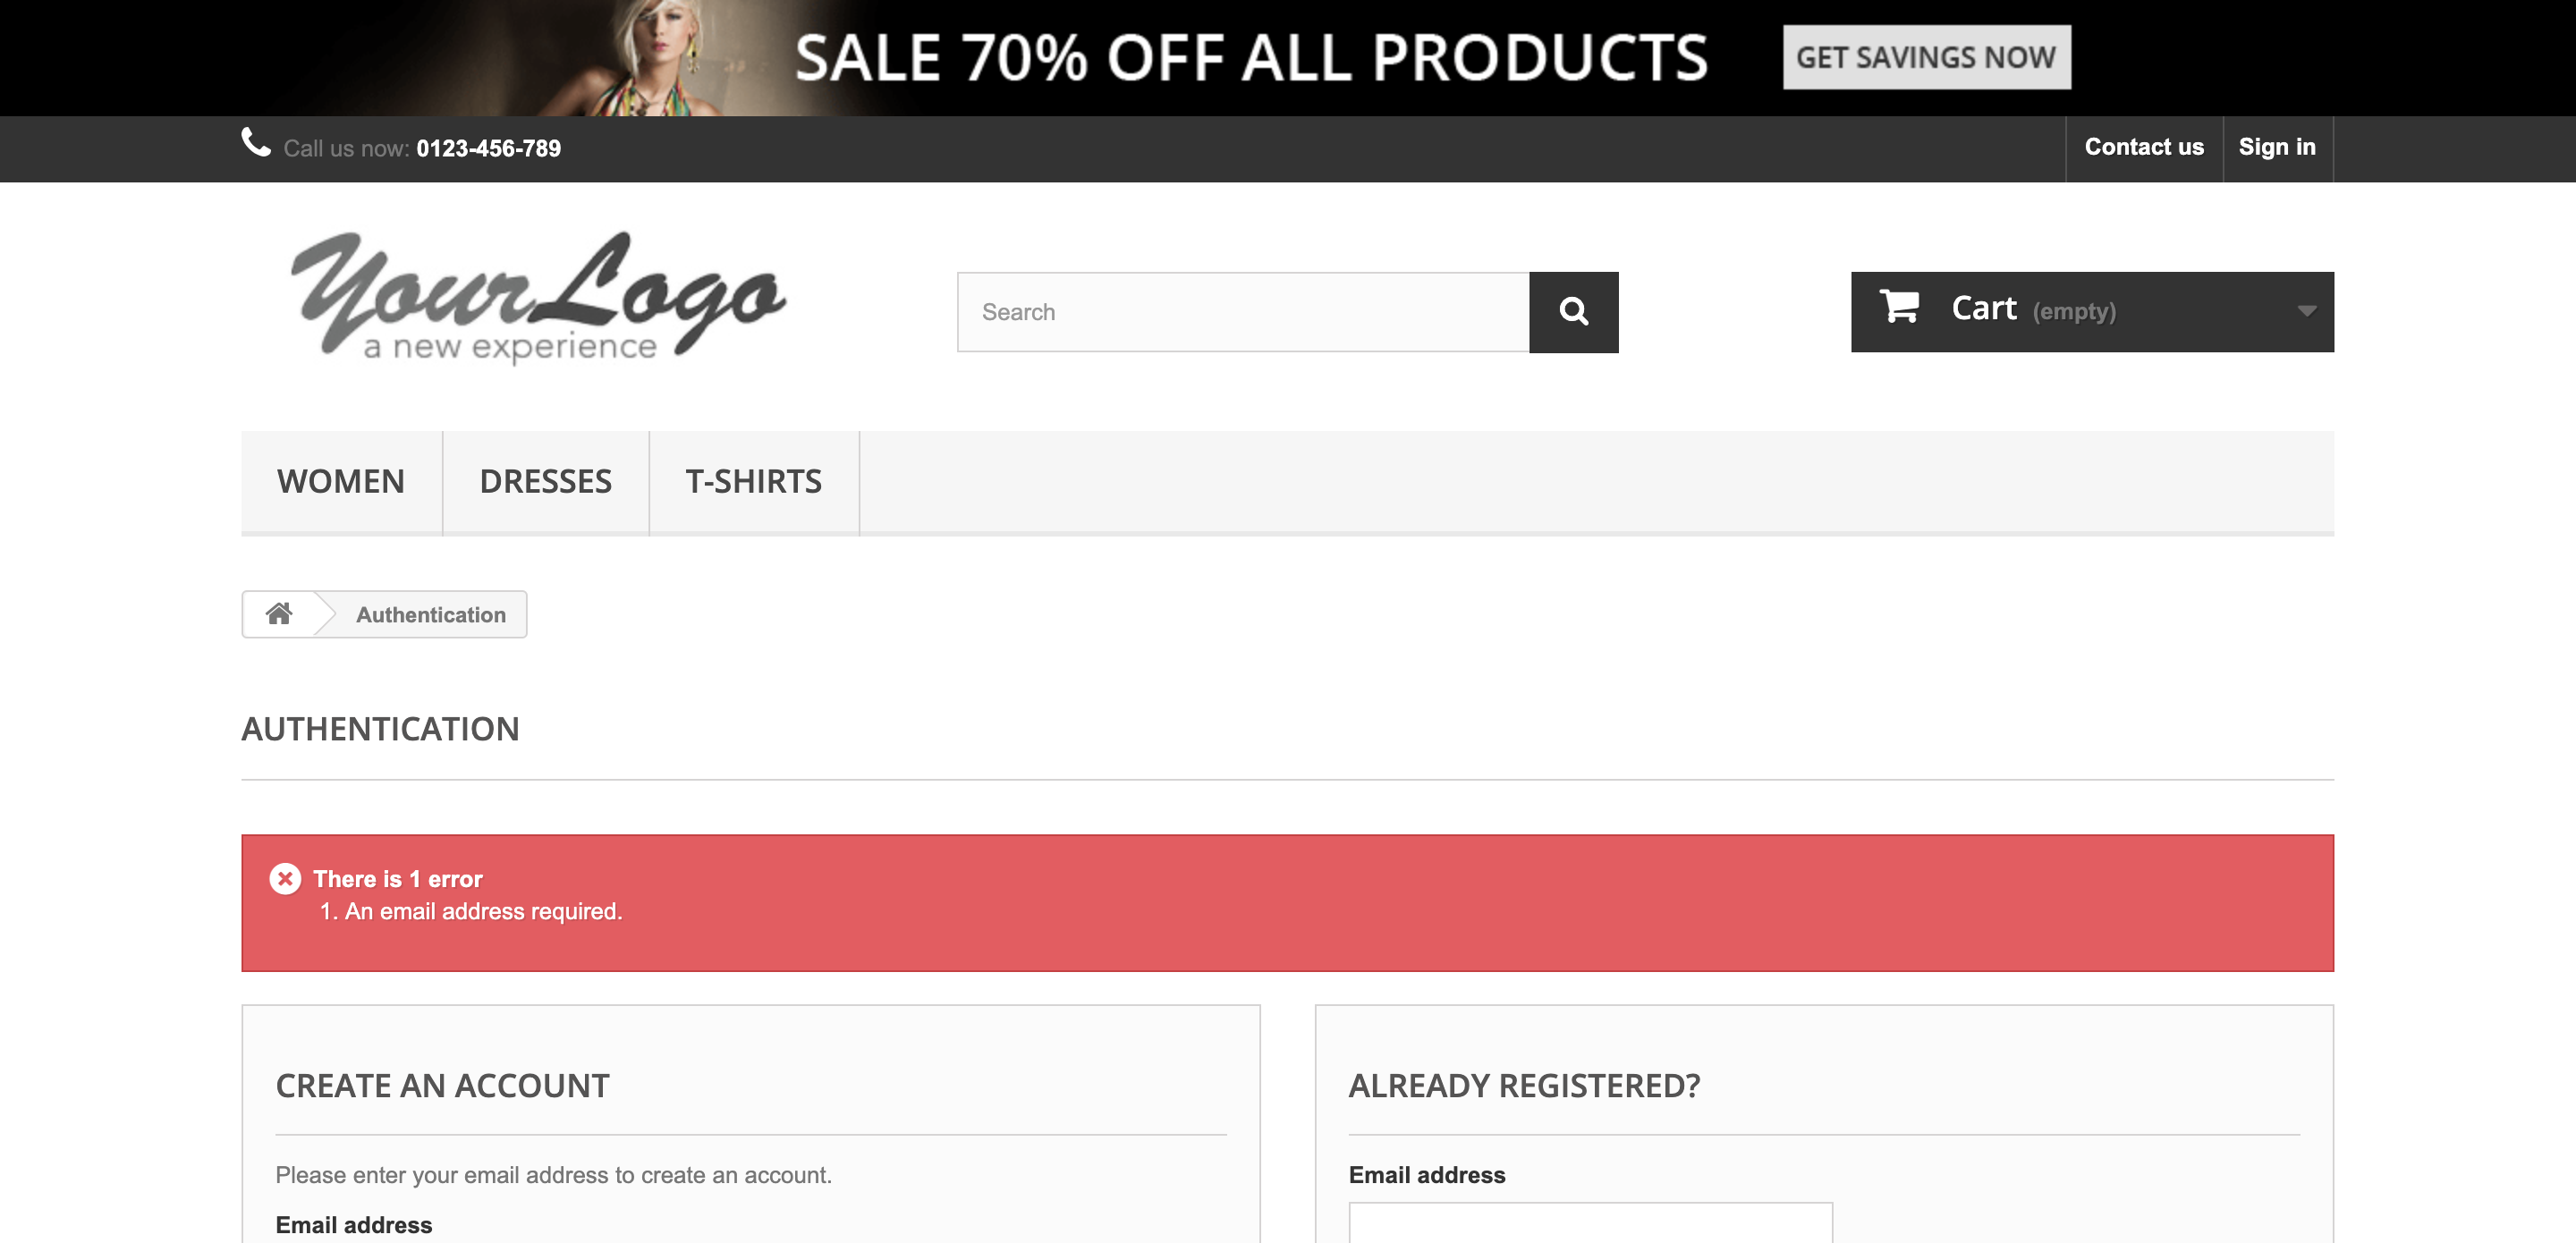 SALE 70% OFF ALL PRODUCTS GET SAVINGS NOW
Call us now: 0123-456-789 Contact us Sign in
Your Logo
a new experience
Search
Cart (empty)
WOMEN DRESSES T-SHIRTS
Authentication
AUTHENTICATION
There is 1 error
1. An email address required.
CREATE AN ACCOUNT
Please enter your email address to create an account.
Email address
ALREADY REGISTERED?
Email address